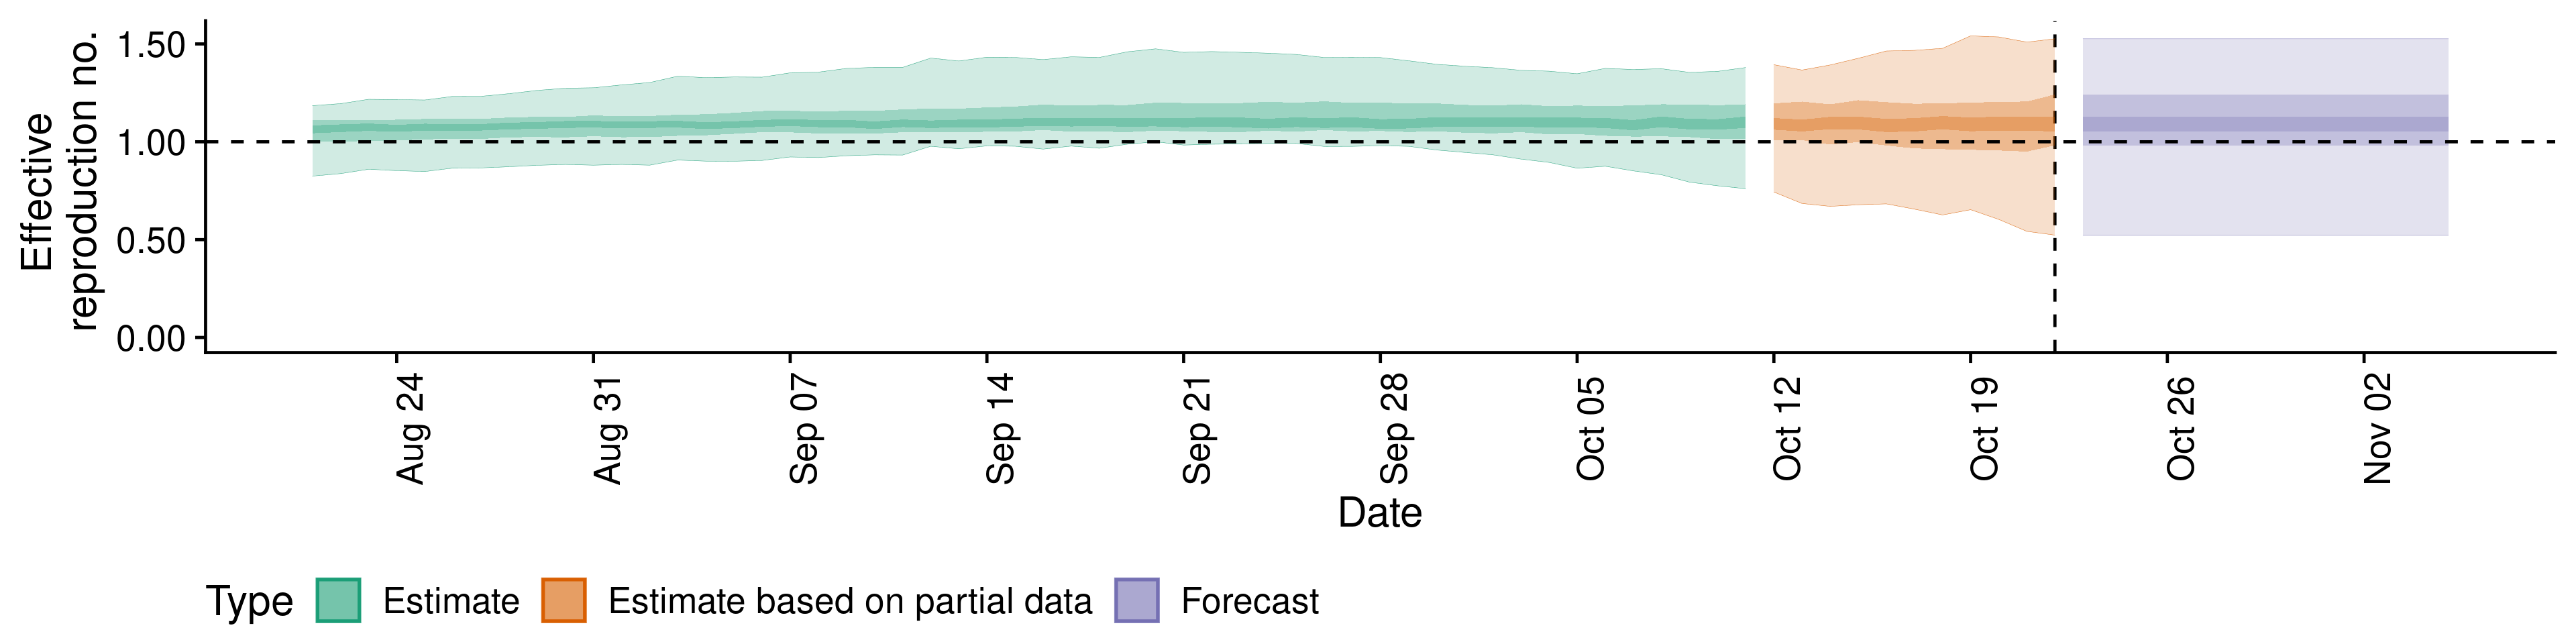 Effective
reproduction no.
1.50
1.00
0.50
0.00
Aug 24
Aug 31
Sep 07
Sep 14
Sep 21
Sep 28
Oct 05
Oct 12
Oct 19
Oct 26
Nov 02
Date
Type Estimate Estimate based on partial data Forecast